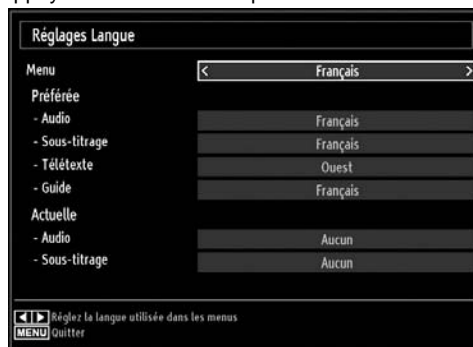 Réglages Langue
Menu < Français >
Préférée
- Audio Français
- Sous-titrage Français
- Télétexte Ouest
- Guide Français
Actuelle
- Audio Aucun
- Sous-titrage Aucun
Réglez la langue utilisée dans les menus
MENU Quitter